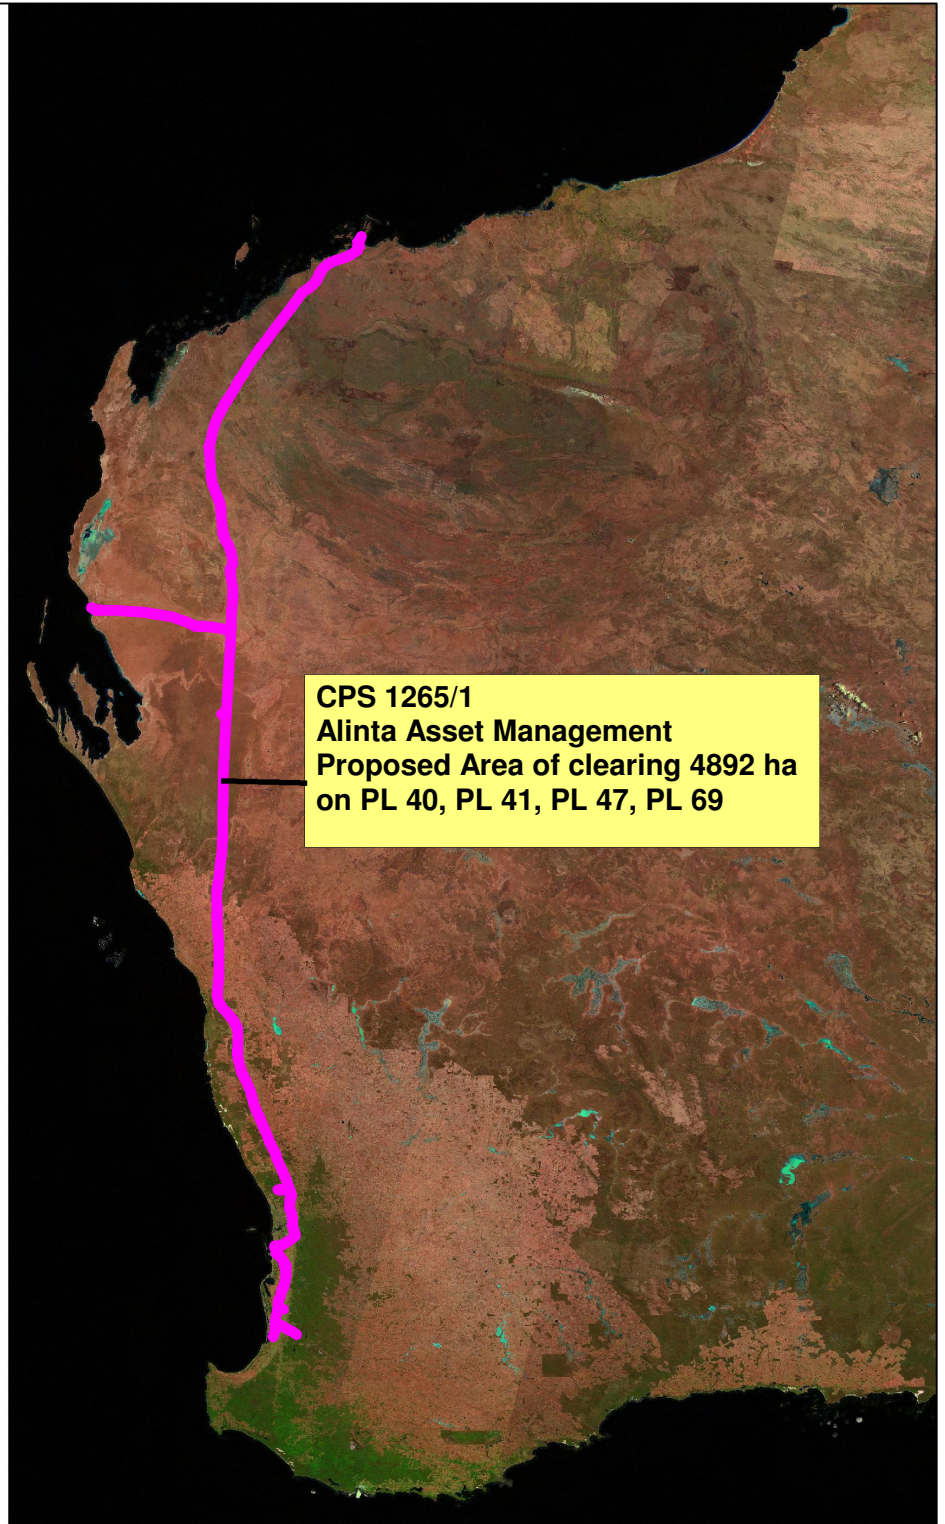 CPS 1265/1
Alinta Asset Management
Proposed Area of clearing 4892 ha
on PL 40, PL 41, PL 47, PL 69